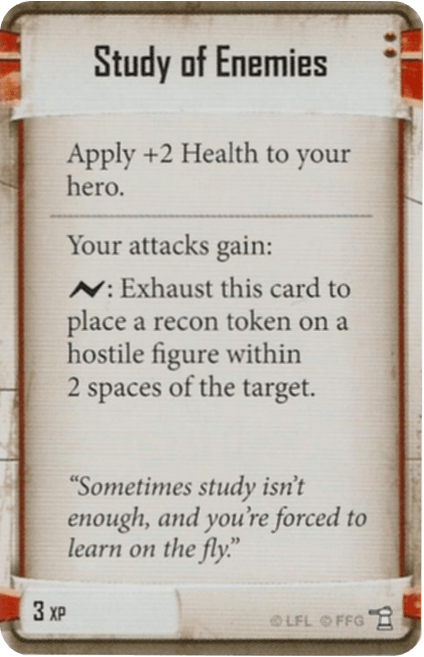 Study of Enemies
Apply +2 Health to your
hero.
Your attacks gain:
: Exhaust this card to
place a recon token on a
hostile figure within
2 spaces of the target.
“Sometimes study isn’t
enough, and you’re forced to
learn on the fly.”
3 XP
© LFL © FFG